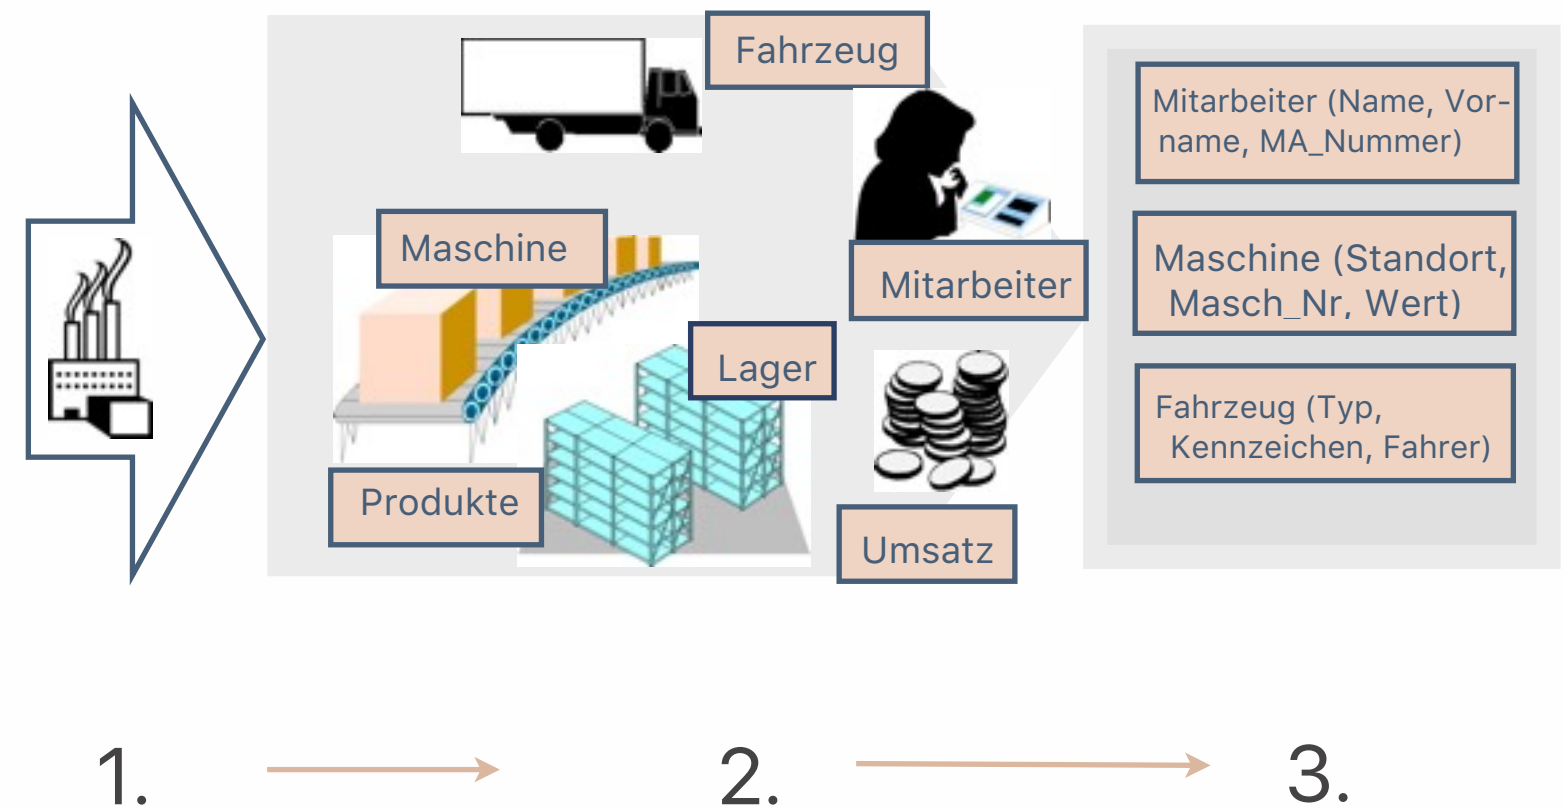 Fahrzeug
Maschine
Mitarbeiter
Lager
Produkte
Umsatz
Mitarbeiter (Name, Vor-
name, MA_Nummer)
Maschine (Standort,
Masch_Nr, Wert)
Fahrzeug (Typ,
Kennzeichen, Fahrer)
1.
2.
3.